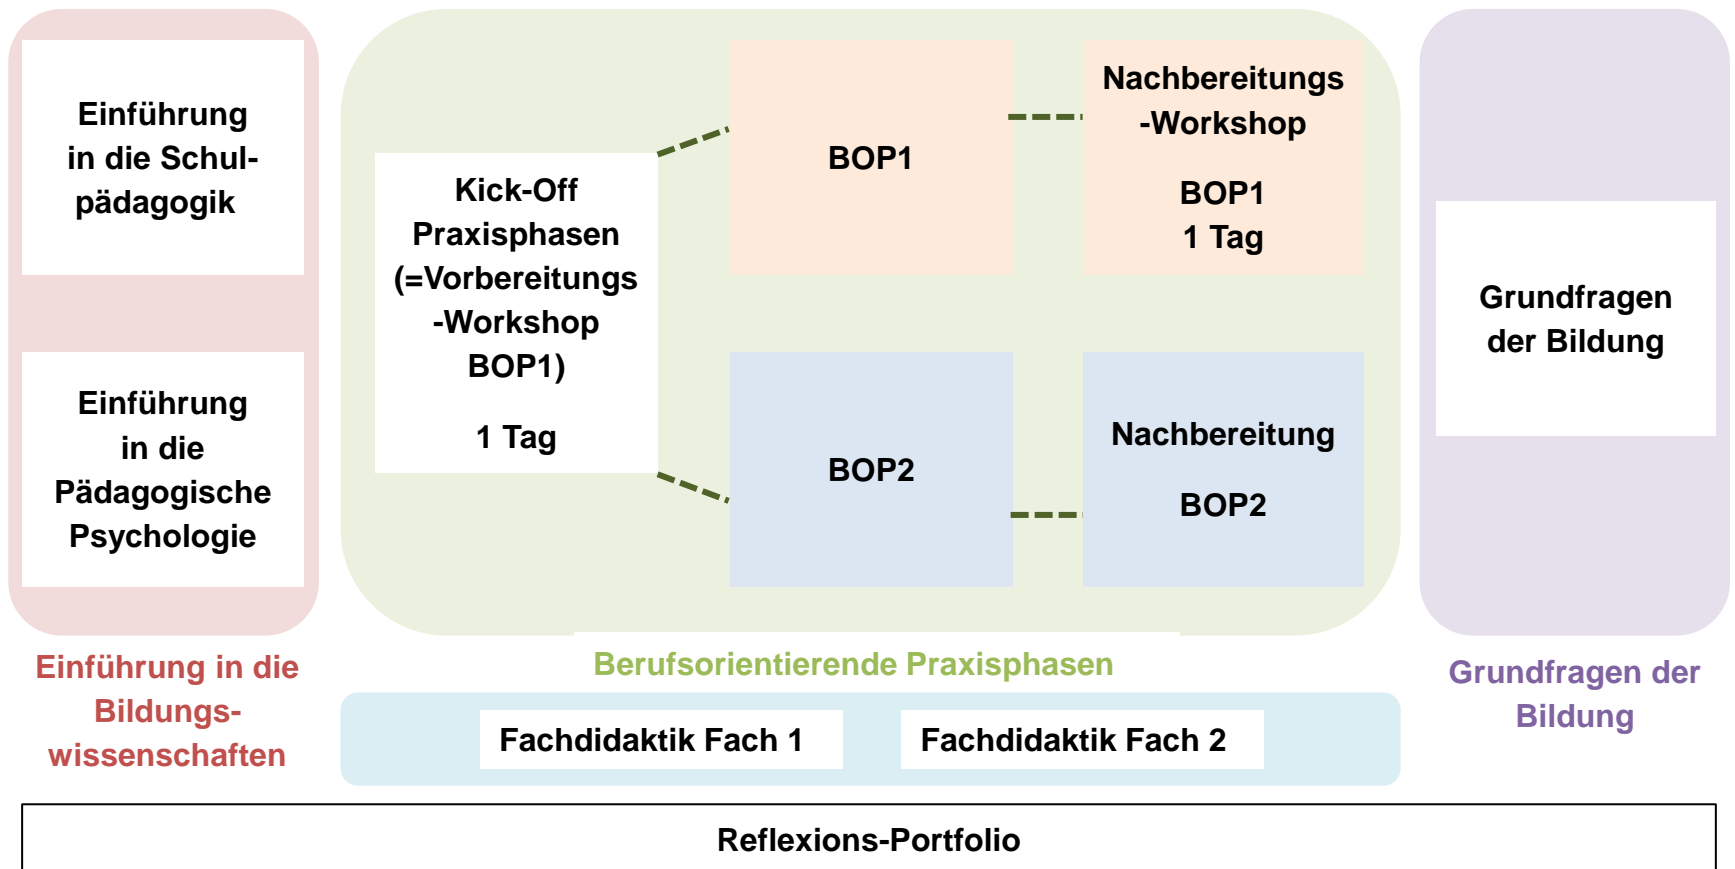 Einführung
in die Schul-
pädagogik
Einführung
in die
Pädagogische
Psychologie
Einführung in die
Bildungs-
wissenschaften
Kick-Off
Praxisphasen
(=Vorbereitungs
-Workshop
BOP1)
1 Tag
BOP1
Nachbereitungs
-Workshop
BOP1
1 Tag
BOP2
Nachbereitung
BOP2
Berufsorientierende Praxisphasen
Fachdidaktik Fach 1
Fachdidaktik Fach 2
Grundfragen
der Bildung
Grundfragen der
Bildung
Reflexions-Portfolio